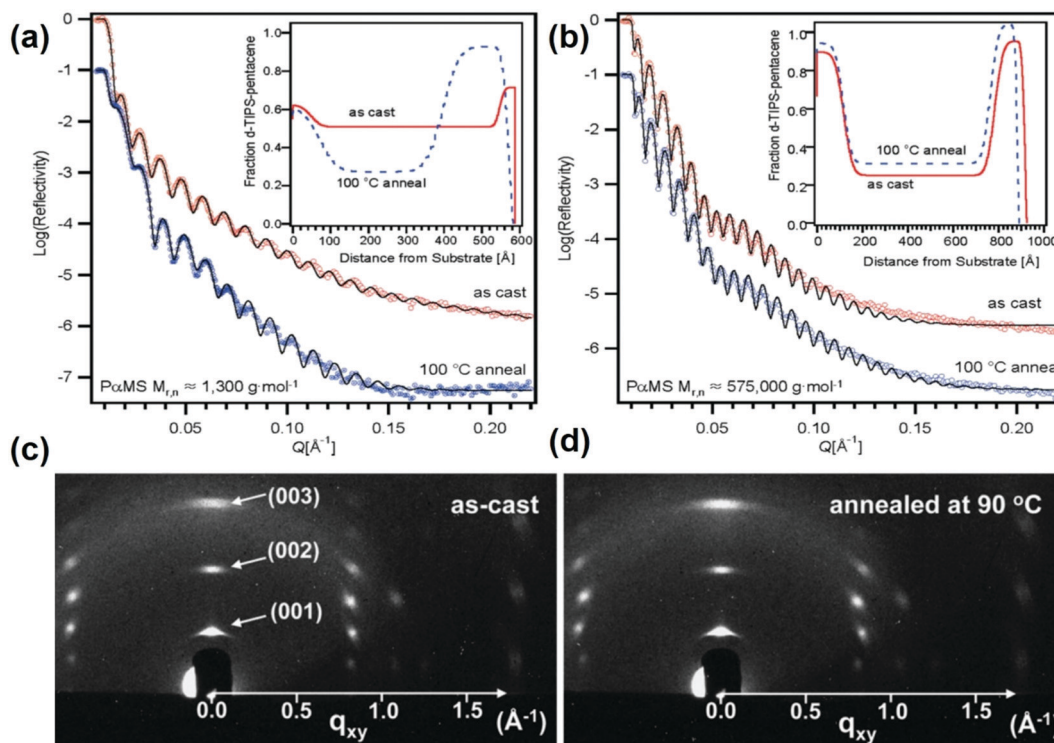 (a)
0
-1
-2
-3
-4
-5
-6
-7
Log(Reflectivity)
1.0
0.8
0.6
0.4
0.2
0.0
Fraction d-TIPS-pentacene
as cast
100 °C anneal
0 100 200 300 400 500 600
Distance from Substrate [Å]
as cast
100 °C anneal
PαMS Mr,n ≈ 1,300 g·mol-1
0.05 0.10 0.15 0.20
Q[Å-1]
(b)
0
-1
-2
-3
-4
-5
-6
Log(Reflectivity)
1.0
0.8
0.6
0.4
0.2
0.0
Fraction d-TIPS-pentacene
100 °C anneal
as cast
0 200 400 600 800 1000
Distance from Substrate [Å]
as cast
100 °C anneal
PαMS Mr,n ≈ 575,000 g·mol-1
0.05 0.10 0.15 0.20
Q[Å-1]
(c)
(003)
as-cast
(002)
(001)
0.0 0.5 1.0 1.5 (Å-1)
qxy
(d)
annealed at 90 °C
0.0 0.5 1.0 1.5 (Å-1)
qxy